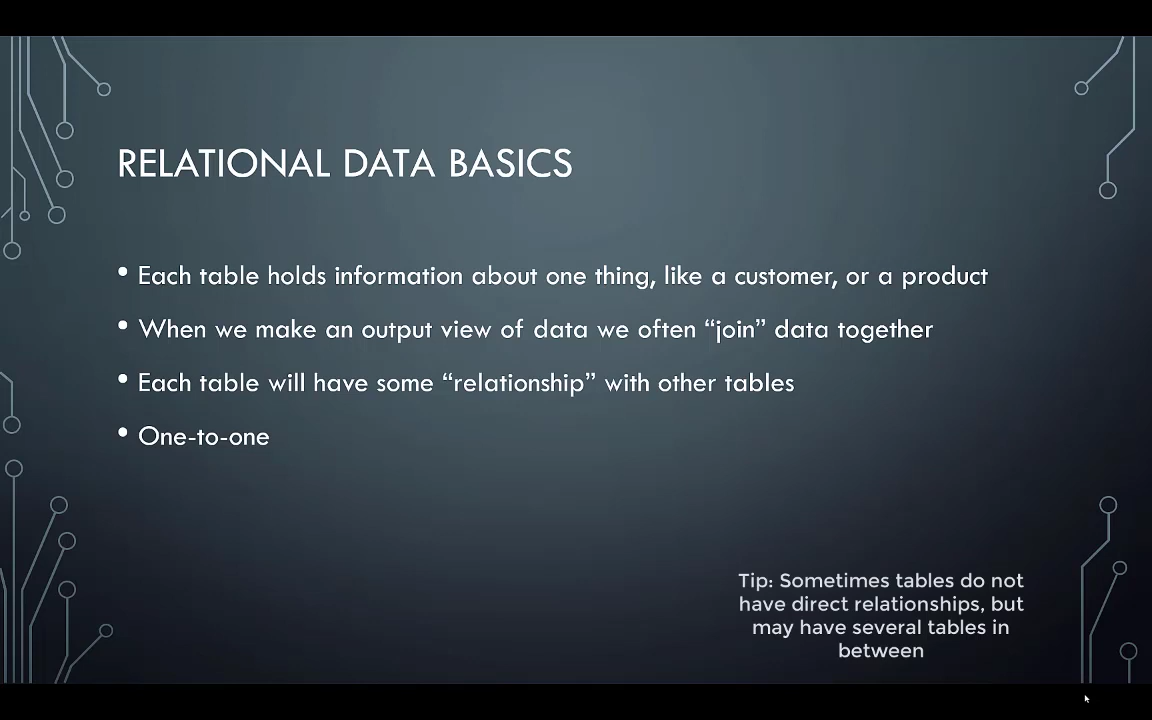 RELATIONAL DATA BASICS
• Each table holds information about one thing, like a customer, or a product
• When we make an output view of data we often “join” data together
• Each table will have some “relationship” with other tables
• One-to-one
Tip: Sometimes tables do not
have direct relationships, but
may have several tables in
between